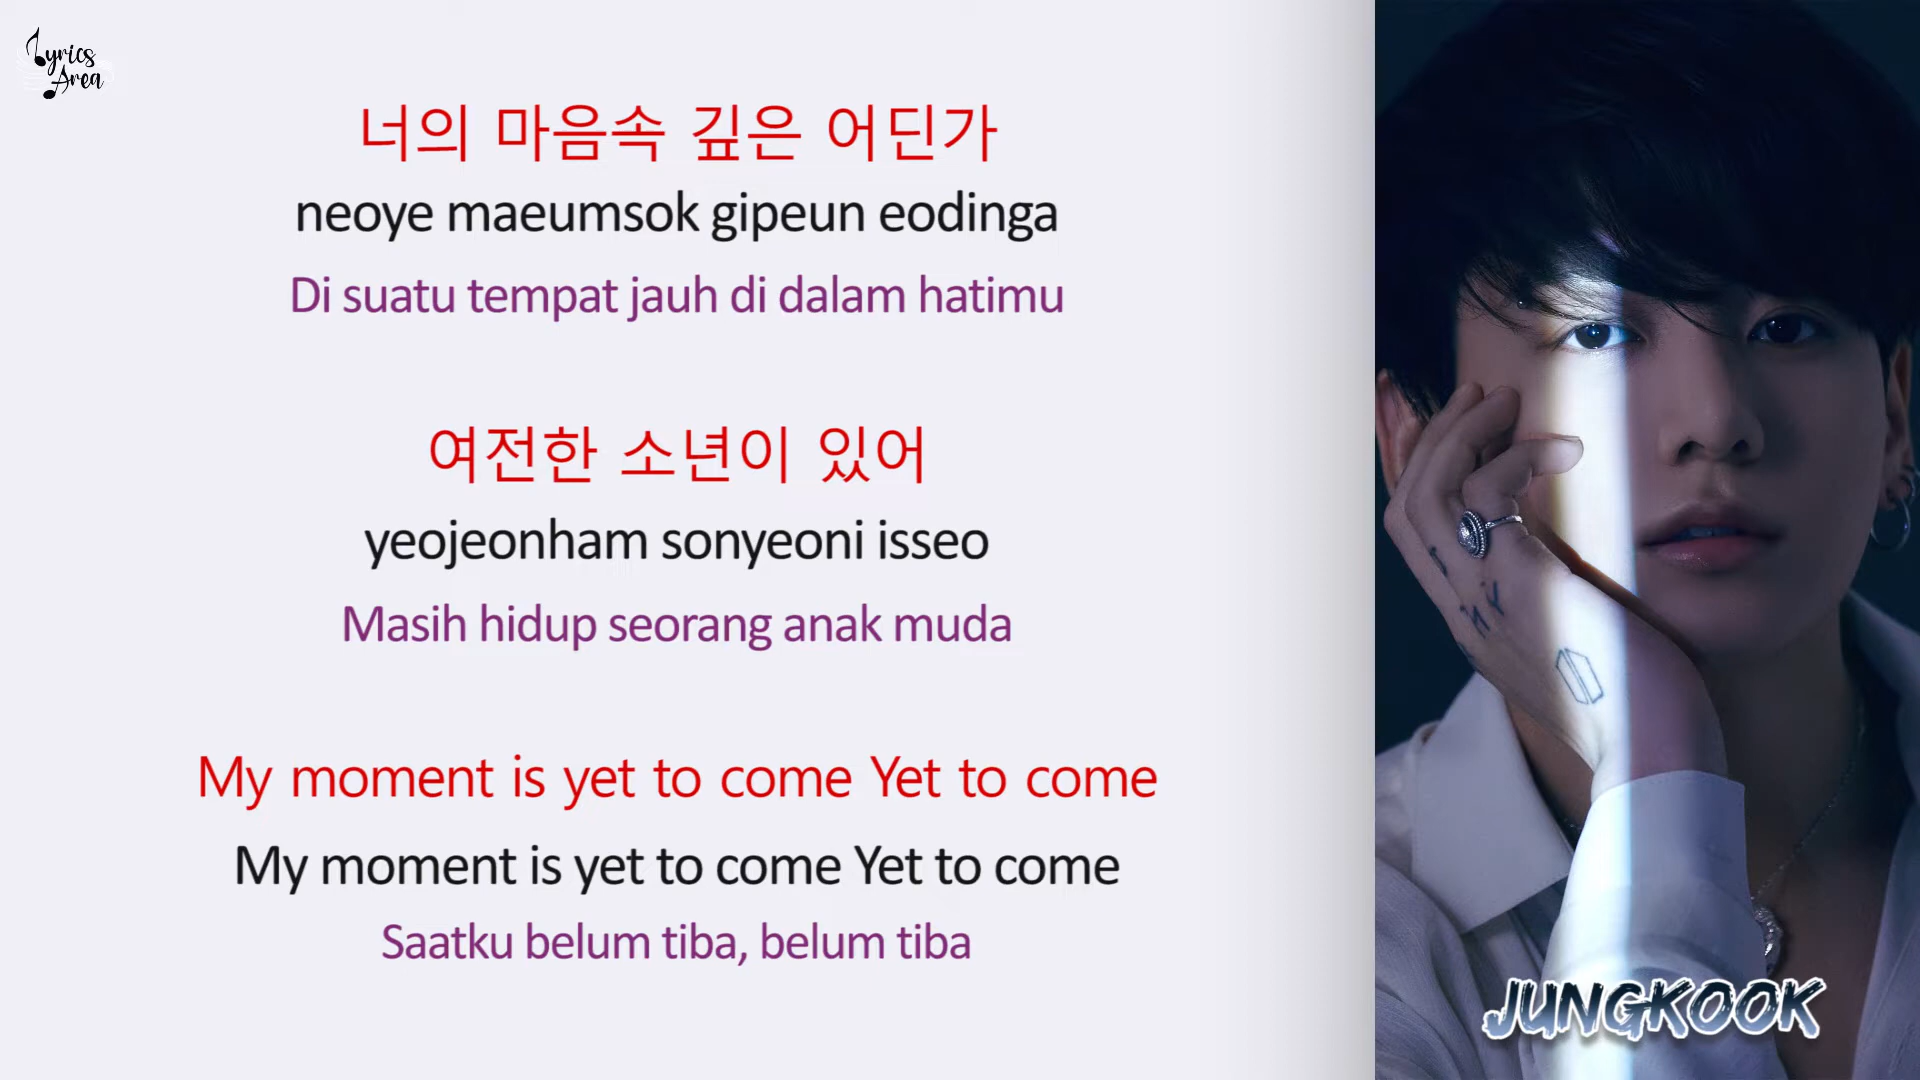 Lyrics
Area
너의 마음속 깊은 어딘가
neoye maeumsok gipeun eodinga
Di suatu tempat jauh di dalam hatimu
여전한 소년이 있어
yeojeonham sonyeoni isseo
Masih hidup seorang anak muda
My moment is yet to come Yet to come
My moment is yet to come Yet to come
Saatku belum tiba, belum tiba
JUNGKOOK